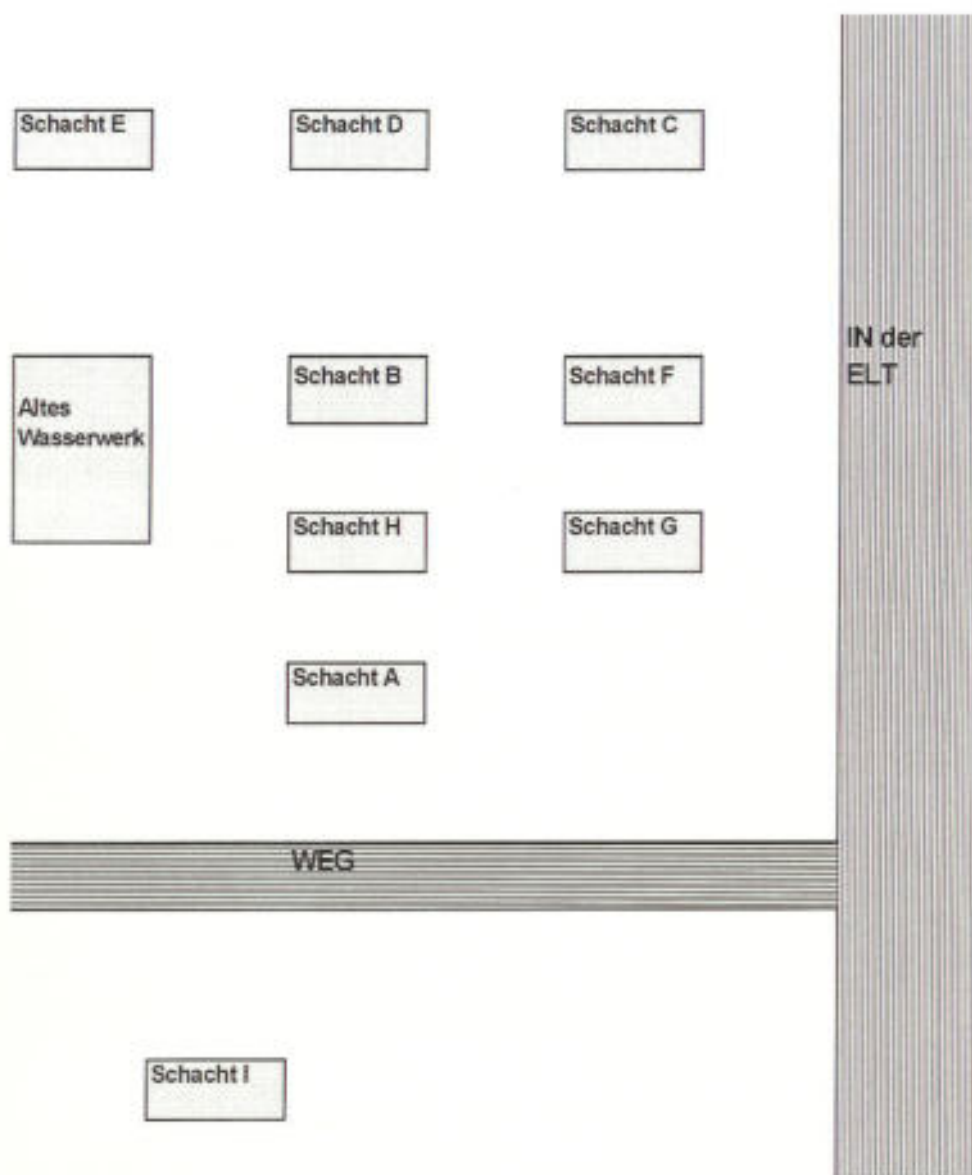 Schacht E
Schacht D
Schacht C
IN der
ELT
Altes
Wasserwerk
Schacht B
Schacht F
Schacht H
Schacht G
Schacht A
WEG
Schacht I